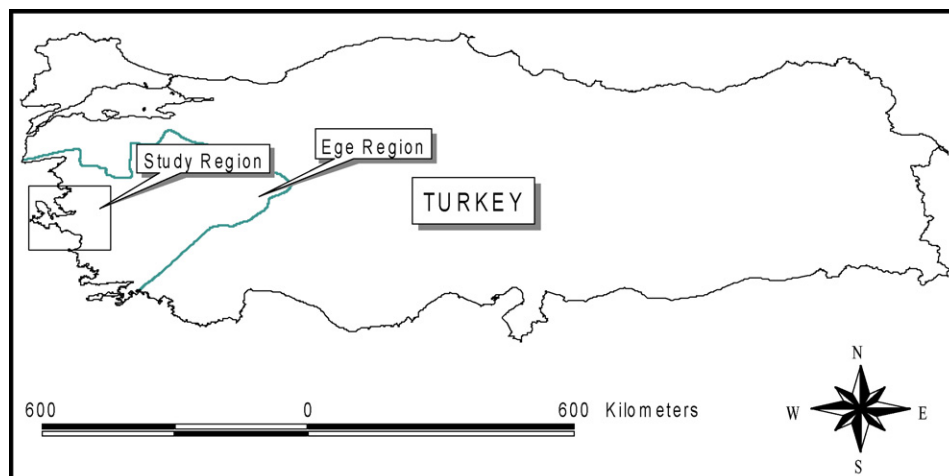 Ege Region
Study Region
TURKEY
N
W E
S
600 0 600 Kilometers